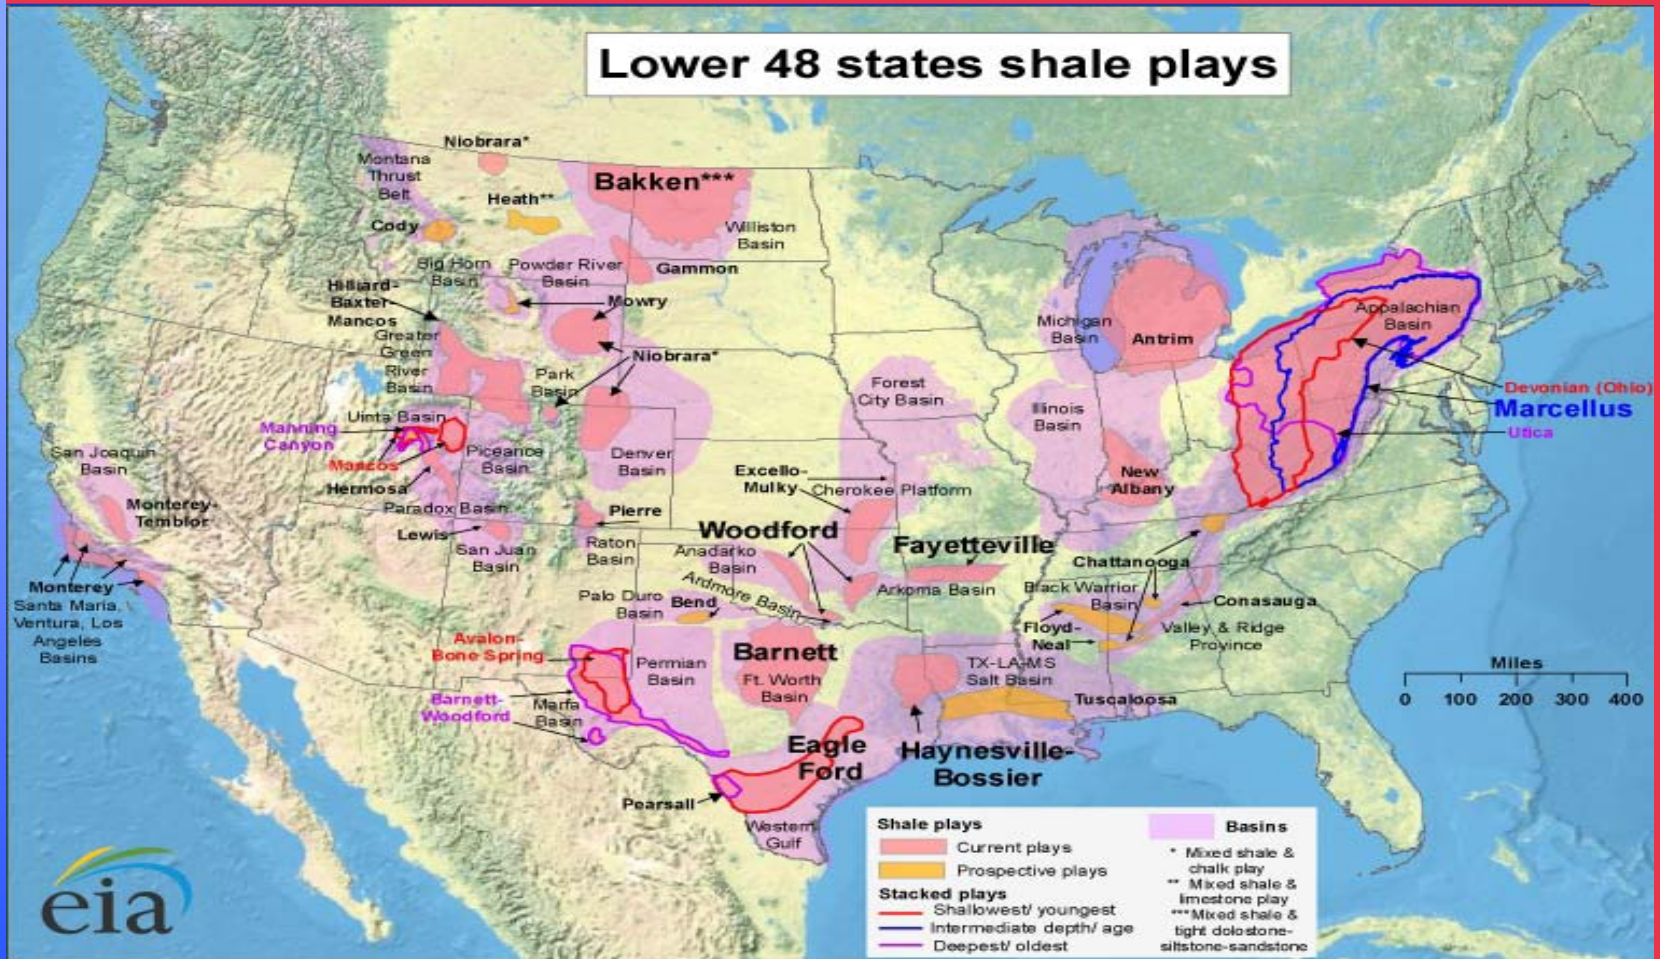 Lower 48 states shale plays
Niobrara*
Montana
Thrust
Belt
Bakken***
Heath**
Cody
Williston
Basin
Big Horn
Basin
Powder River
Basin
Gammon
Hilliard-
Baxter-
Mancos
Mowry
Greater
Green
River
Basin
Niobrara*
Park
Basin
Michigan
Basin
Antrim
Appalachian
Basin
Forest
City Basin
Illinois
Basin
Devonian (Ohio)
Marcellus
Utica
Uinta Basin
Manning
Canyon
Mancos
Piceance
Basin
Denver
Basin
San Joaquin
Basin
Hermosa
Excello-
Mulky
Cherokee Platform
New
Albany
Monterey-
Temblor
Paradox Basin
Pierre
Lewis
San Juan
Basin
Raton
Basin
Woodford
Anadarko
Basin
Fayetteville
Chattanooga
Monterey
Santa Maria,
Ventura, Los
Angeles
Basins
Palo Duro
Basin
Bend
Ardmore Basin
Arkoma Basin
Black Warrior
Basin
Conasauga
Floyd-
Neal
Valley & Ridge
Province
Avalon-
Bone Spring
Permian
Basin
Barnett
Ft. Worth
Basin
TX-LA-MS
Salt Basin
Tuscaloosa
Barnett-
Woodford
Marfa
Basin
Eagle
Ford
Haynesville-
Bossier
Pearsall
Western
Gulf
Miles
0 100 200 300 400
Shale plays
Current plays
Prospective plays
Stacked plays
Shallowest/ youngest
Intermediate depth/ age
Deepest/ oldest
Basins
* Mixed shale &
chalk play
** Mixed shale &
limestone play
***Mixed shale &
tight dolostone-
siltstone-sandstone
eia